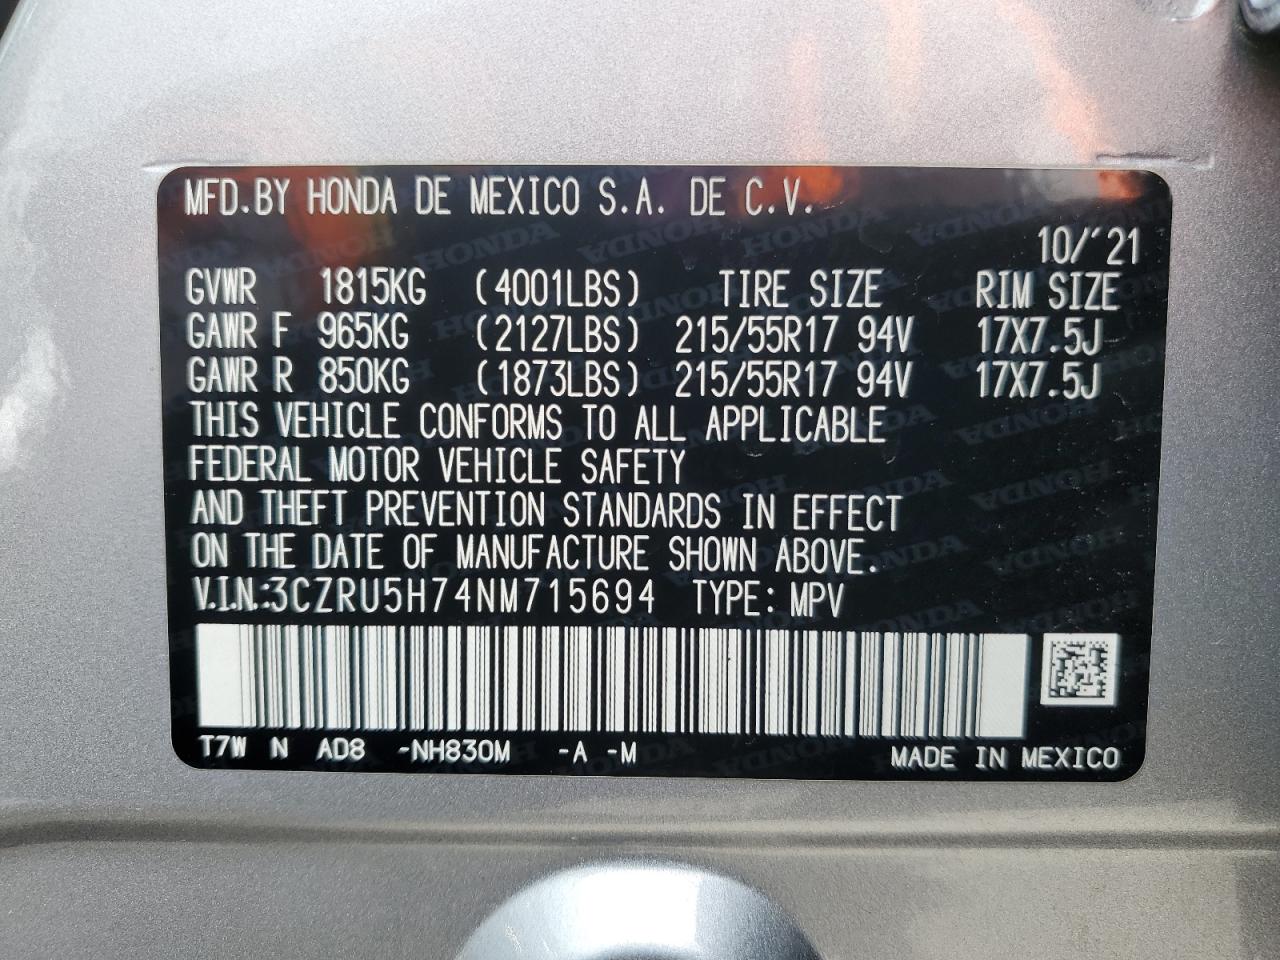 MFD.BY HONDA DE MEXICO S.A. DE C.V.
10/'21
GVWR 1815KG (4001LBS) TIRE SIZE RIM SIZE
GAWR F 965KG (2127LBS) 215/55R17 94V 17X7.5J
GAWR R 850KG (1873LBS) 215/55R17 94V 17X7.5J
THIS VEHICLE CONFORMS TO ALL APPLICABLE
FEDERAL MOTOR VEHICLE SAFETY
AND THEFT PREVENTION STANDARDS IN EFFECT
ON THE DATE OF MANUFACTURE SHOWN ABOVE.
V.I.N.:3CZRU5H74NM715694 TYPE: MPV
T7W N AD8 -NH830M -A -M MADE IN MEXICO